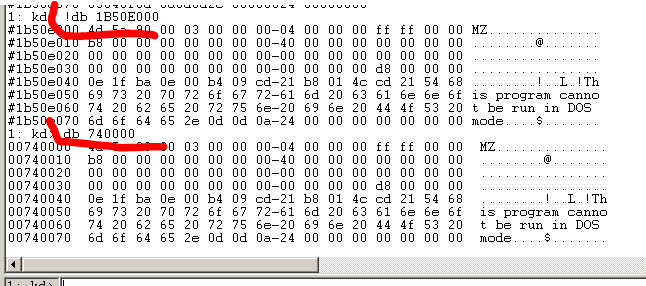 1: kd> !db 1B50E000
#1b50e000 4d 5a 90 00 03 00 00 00-04 00 00 00 ff ff 00 00 MZ..............
#1b50e010 b8 00 00 00 00 00 00 00-40 00 00 00 00 00 00 00 ........@.......
#1b50e020 00 00 00 00 00 00 00 00-00 00 00 00 00 00 00 00 ................
#1b50e030 00 00 00 00 00 00 00 00-00 00 00 00 d8 00 00 00 ................
#1b50e040 0e 1f ba 0e 00 b4 09 cd-21 b8 01 4c cd 21 54 68 ........!..L.!Th
#1b50e050 69 73 20 70 72 6f 67 72-61 6d 20 63 61 6e 6e 6f is program canno
#1b50e060 74 20 62 65 20 72 75 6e-20 69 6e 20 44 4f 53 20 t be run in DOS
#1b50e070 6d 6f 64 65 2e 0d 0d 0a-24 00 00 00 00 00 00 00 mode....$.......
1: kd> db 740000
00740000 00 03 00 00 00-04 00 00 00 ff ff 00 00 MZ..............
00740010 b8 00 00 00 00 00 00 00-40 00 00 00 00 00 00 00 ........@.......
00740020 00 00 00 00 00 00 00 00-00 00 00 00 00 00 00 00 ................
00740030 00 00 00 00 00 00 00 00-00 00 00 00 d8 00 00 00 ................
00740040 0e 1f ba 0e 00 b4 09 cd-21 b8 01 4c cd 21 54 68 ........!..L.!Th
00740050 69 73 20 70 72 6f 67 72-61 6d 20 63 61 6e 6e 6f is program canno
00740060 74 20 62 65 20 72 75 6e-20 69 6e 20 44 4f 53 20 t be run in DOS
00740070 6d 6f 64 65 2e 0d 0d 0a-24 00 00 00 00 00 00 00 mode....$.......
1: kd>